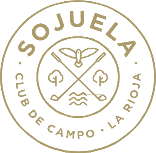 SOJUELA
CLUB DE CAMPO · LA RIOJA